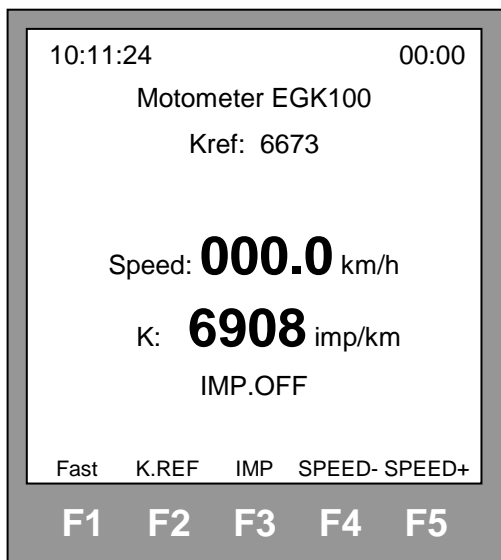 10:11:24 00:00
Motometer EGK100
Kref: 6673
Speed: 000.0 km/h
K: 6908 imp/km
IMP.OFF
Fast K.REF IMP SPEED- SPEED+
F1 F2 F3 F4 F5